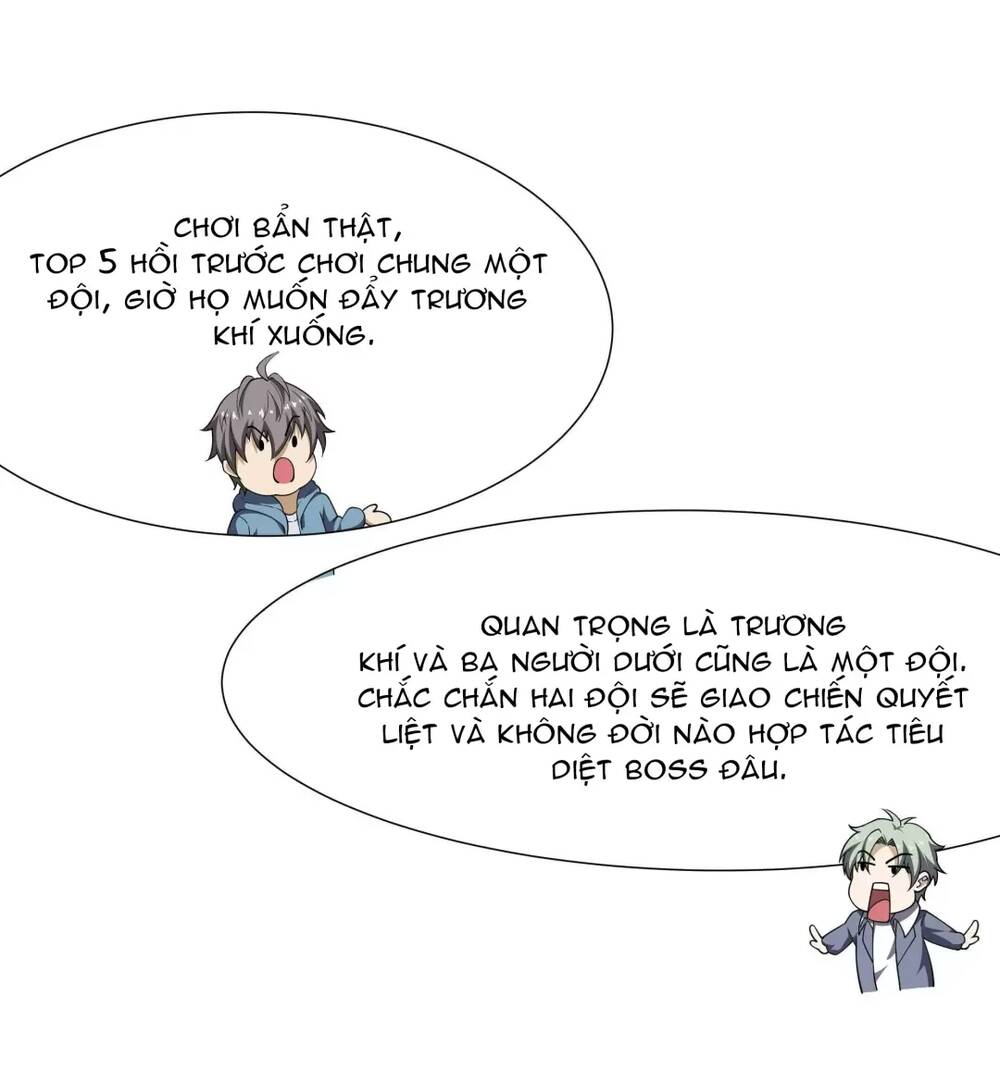 CHƠI BẨN THẬT,
TOP 5 HỒI TRƯỚC CHƠI CHUNG MỘT
ĐỘI, GIỜ HỌ MUỐN ĐẨY TRƯƠNG
KHÍ XUỐNG.
QUAN TRỌNG LÀ TRƯƠNG
KHÍ VÀ BA NGƯỜI DƯỚI CŨNG LÀ MỘT ĐỘI.
CHẮC CHẮN HAI ĐỘI SẼ GIAO CHIẾN QUYẾT
LIỆT VÀ KHÔNG ĐỜI NÀO HỢP TÁC TIÊU
DIỆT BOSS ĐÂU.